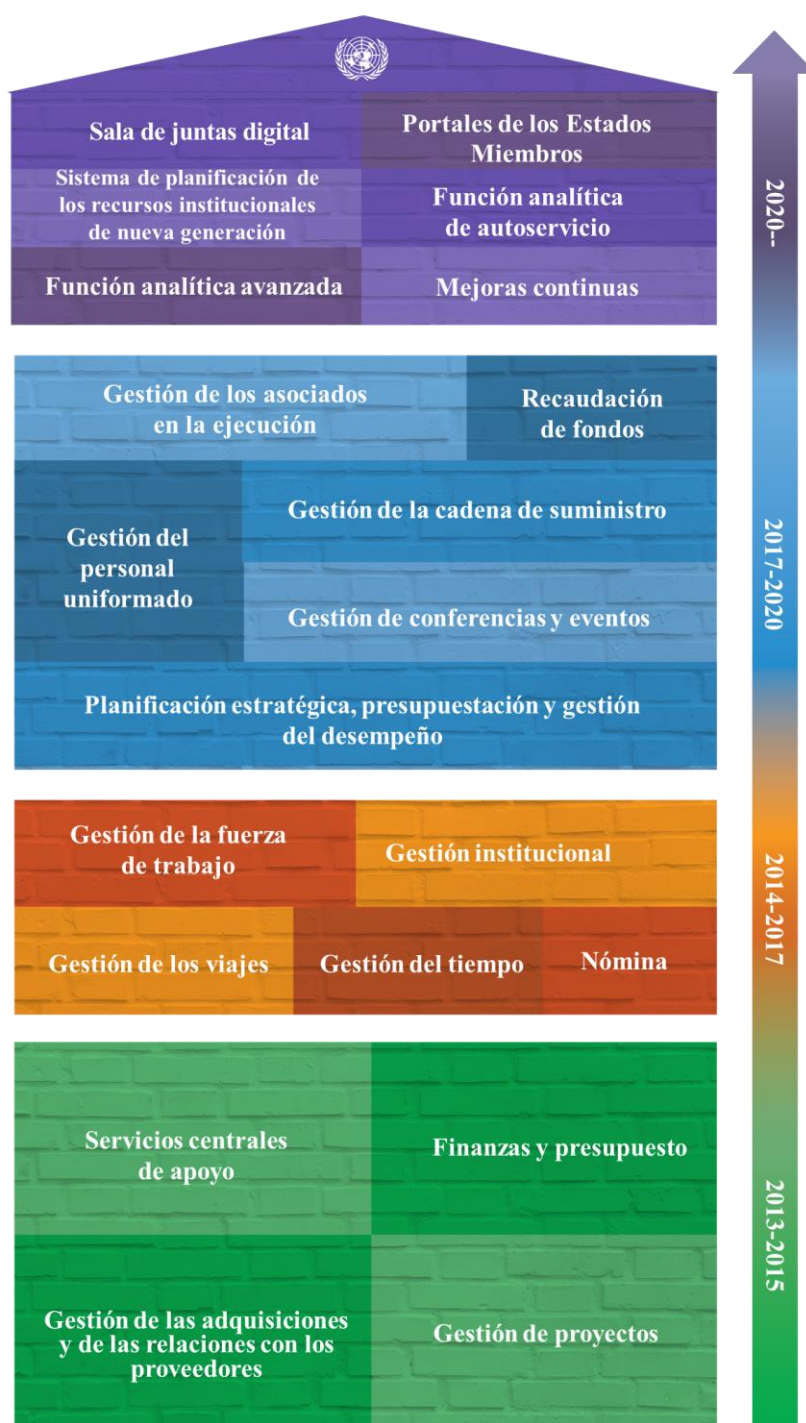 Sala de juntas digital
Portales de los Estados
Miembros
Sistema de planificación de
los recursos institucionales
de nueva generación
Función analítica
de autoservicio
Función analítica avanzada
Mejoras continuas
2020--
Gestión de los asociados
en la ejecución
Recaudación
de fondos
Gestión del
personal
uniformado
Gestión de la cadena de suministro
Gestión de conferencias y eventos
Planificación estratégica, presupuestación y gestión
del desempeño
2017-2020
Gestión de la fuerza
de trabajo
Gestión institucional
Gestión de los viajes
Gestión del tiempo
Nómina
2014-2017
Servicios centrales
de apoyo
Finanzas y presupuesto
Gestión de las adquisiciones
y de las relaciones con los
proveedores
Gestión de proyectos
2013-2015